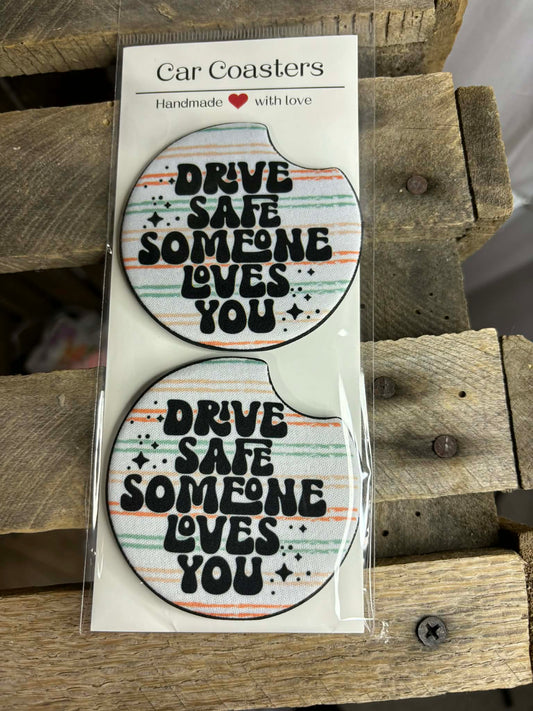 Car Coasters
Handmade ❤ with love
DRIVE
SAFE
SOMEONE
LOVES
YOU
DRIVE
SAFE
SOMEONE
LOVES
YOU